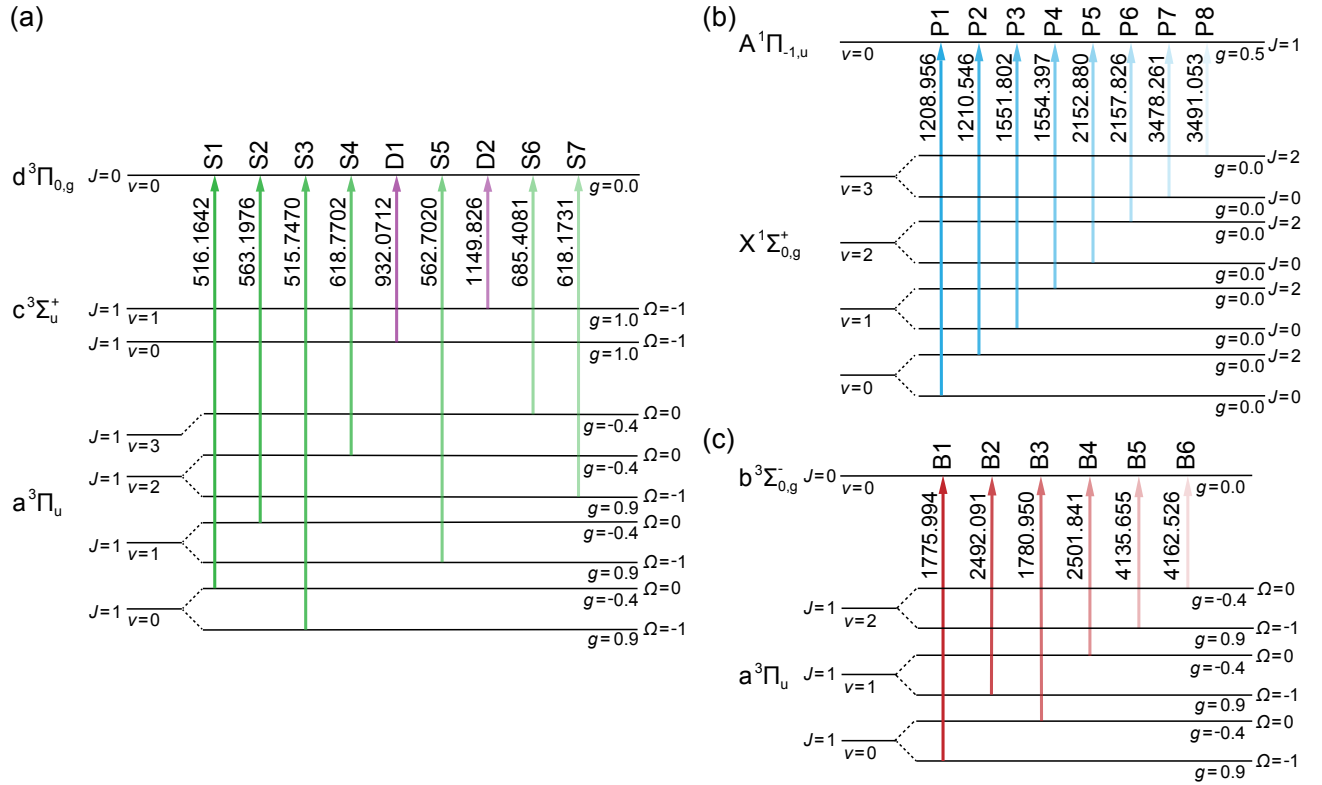 (a)
S1 S2 S3 S4 D1 S5 D2 S6 S7
d³Π₀,g J=0 v=0 g=0.0
516.1642 563.1976 515.7470 618.7702 932.0712 562.7020 1149.826 685.4081 618.1731
c³Σ⁺u J=1 v=1 g=1.0 Ω=-1
J=1 v=0 g=1.0 Ω=-1
a³Πu
J=1 v=3 g=-0.4 Ω=0
J=1 v=2 g=-0.4 Ω=0
g=0.9 Ω=-1
J=1 v=1 g=-0.4 Ω=0
g=0.9 Ω=-1
J=1 v=0 g=-0.4 Ω=0
g=0.9 Ω=-1
(b)
P1 P2 P3 P4 P5 P6 P7 P8
A¹Π₋₁,u v=0 g=0.5 J=1
1208.956 1210.546 1551.802 1554.397 2152.880 2157.826 3478.261 3491.053
X¹Σ⁺₀,g
v=3 g=0.0 J=2
g=0.0 J=0
v=2 g=0.0 J=2
g=0.0 J=0
v=1 g=0.0 J=2
g=0.0 J=0
v=0 g=0.0 J=2
g=0.0 J=0
(c)
B1 B2 B3 B4 B5 B6
b³Σ⁻₀,g J=0 v=0 g=0.0
1775.994 2492.091 1780.950 2501.841 4135.655 4162.526
a³Πu
J=1 v=2 g=-0.4 Ω=0
g=0.9 Ω=-1
J=1 v=1 g=-0.4 Ω=0
g=0.9 Ω=-1
J=1 v=0 g=-0.4 Ω=0
g=0.9 Ω=-1